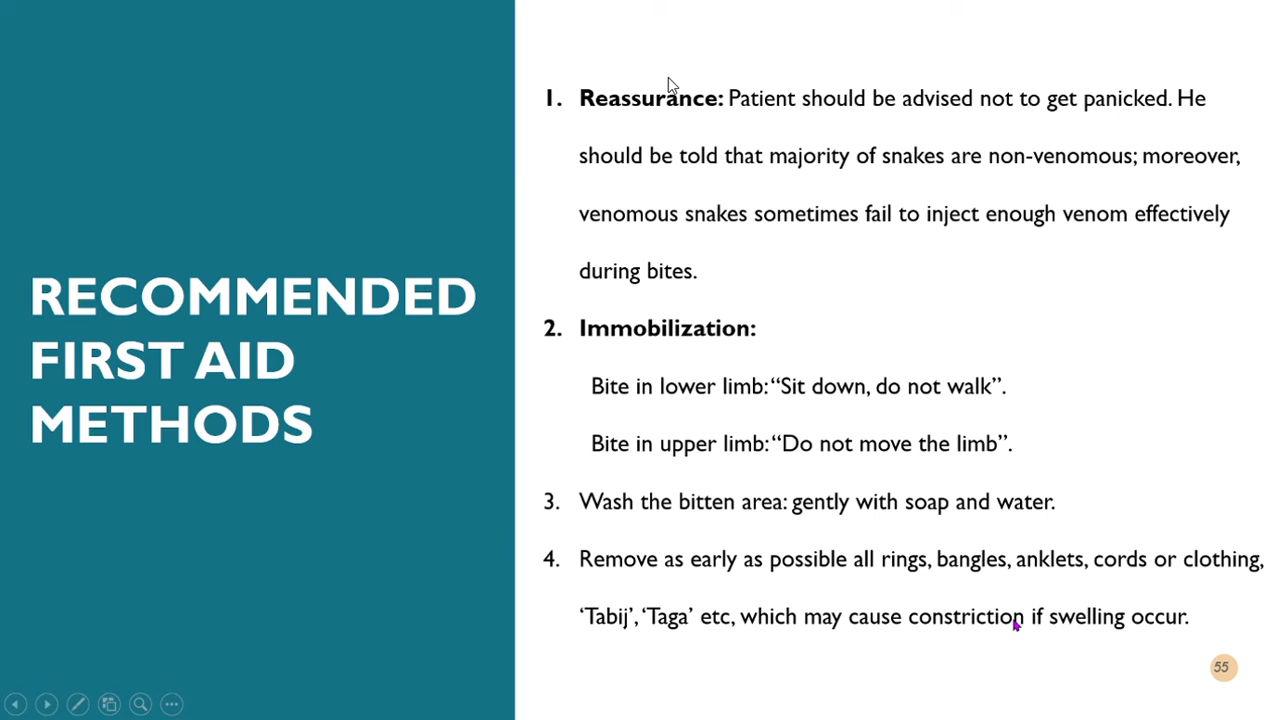 RECOMMENDED
FIRST AID
METHODS
1. Reassurance: Patient should be advised not to get panicked. He
should be told that majority of snakes are non-venomous; moreover,
venomous snakes sometimes fail to inject enough venom effectively
during bites.
2. Immobilization:
Bite in lower limb: “Sit down, do not walk”.
Bite in upper limb: “Do not move the limb”.
3. Wash the bitten area: gently with soap and water.
4. Remove as early as possible all rings, bangles, anklets, cords or clothing,
‘Tabij’, ‘Taga’ etc, which may cause constriction if swelling occur.
55